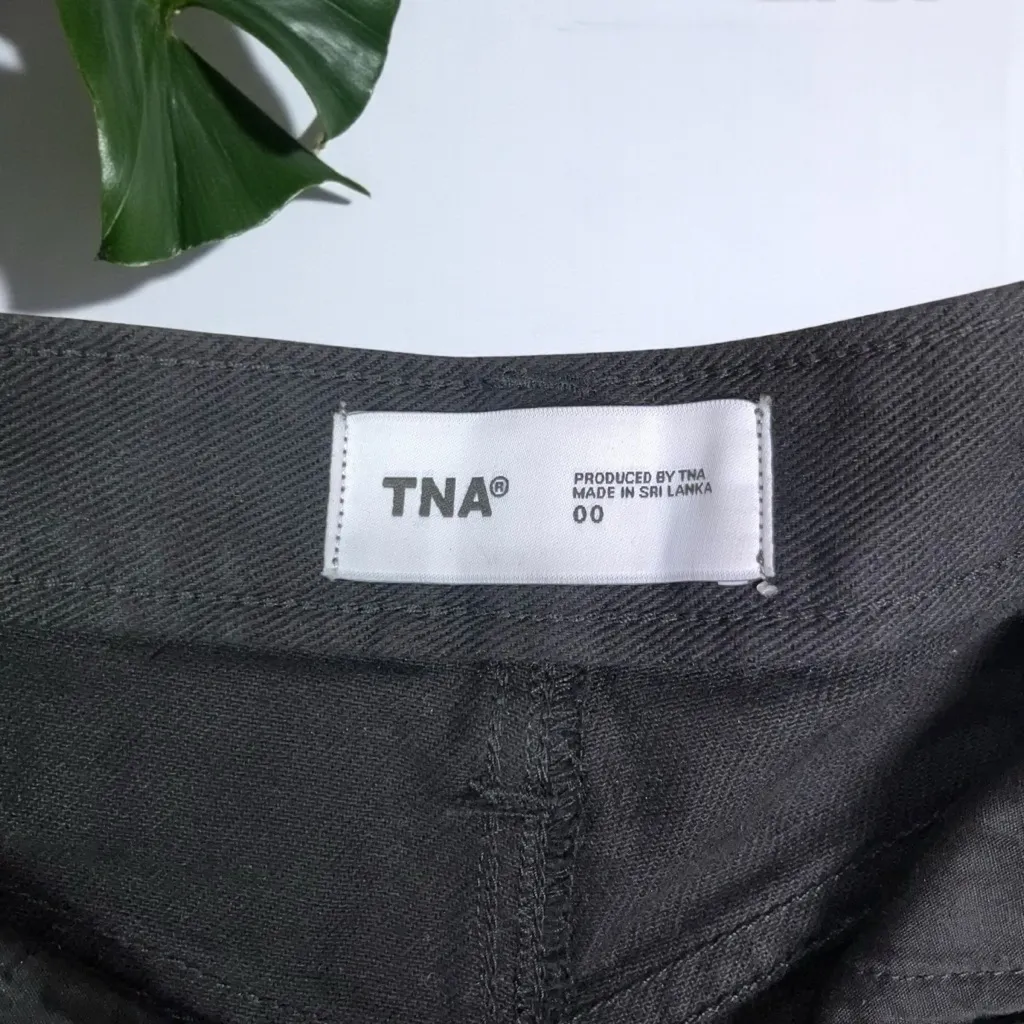 TNA®
PRODUCED BY TNA
MADE IN SRI LANKA
00